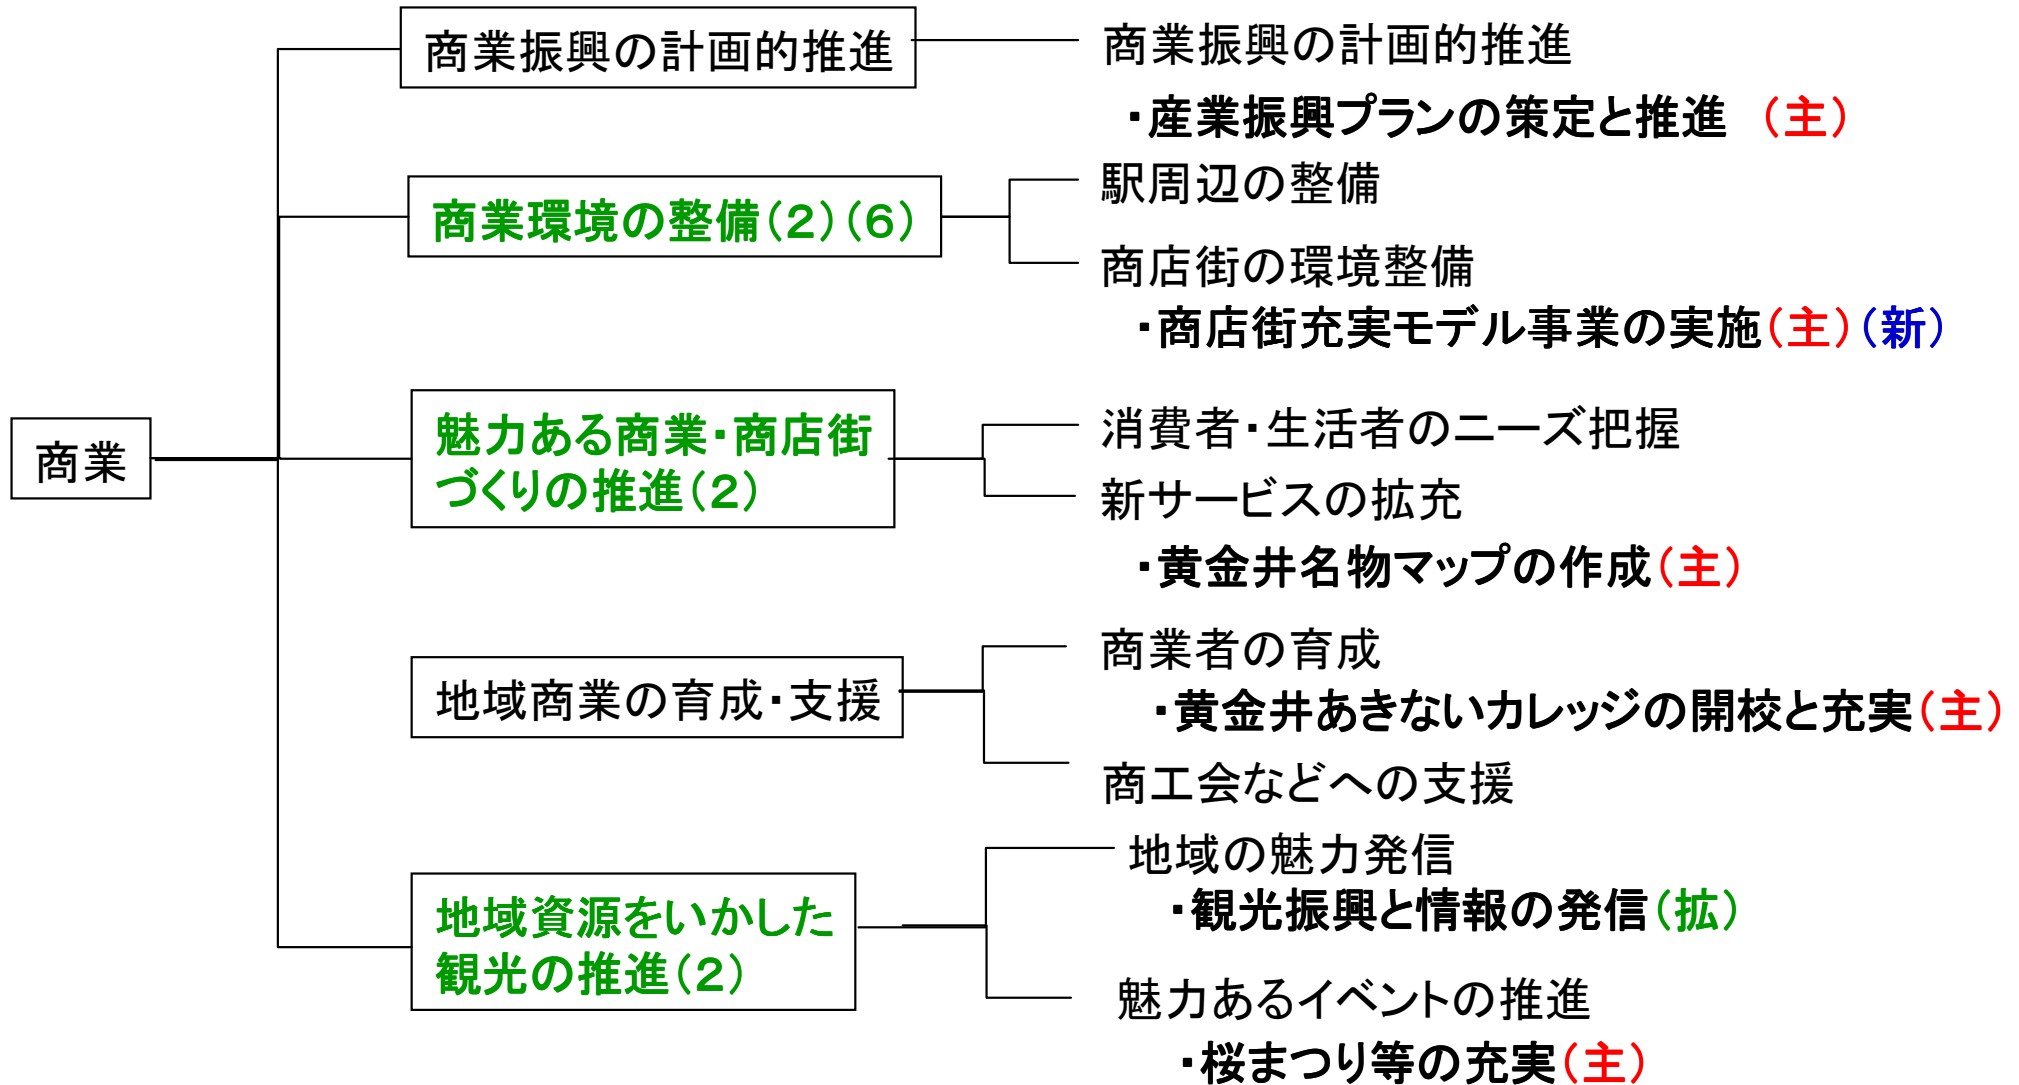 商業
商業振興の計画的推進
商業振興の計画的推進
・産業振興プランの策定と推進　（主）
商業環境の整備（２）（６）
駅周辺の整備
商店街の環境整備
・商店街充実モデル事業の実施（主）（新）
魅力ある商業・商店街
づくりの推進（２）
消費者・生活者のニーズ把握
新サービスの拡充
・黄金井名物マップの作成（主）
地域商業の育成・支援
商業者の育成
・黄金井あきないカレッジの開校と充実（主）
商工会などへの支援
地域資源をいかした
観光の推進（２）
地域の魅力発信
・観光振興と情報の発信（拡）
魅力あるイベントの推進
・桜まつり等の充実（主）